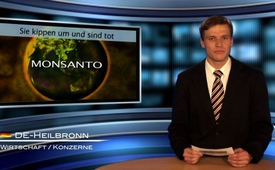 Sie kippen um und sind tot
MONSANTO
DE-Heilbronn
Wirtschaft / Konzerne